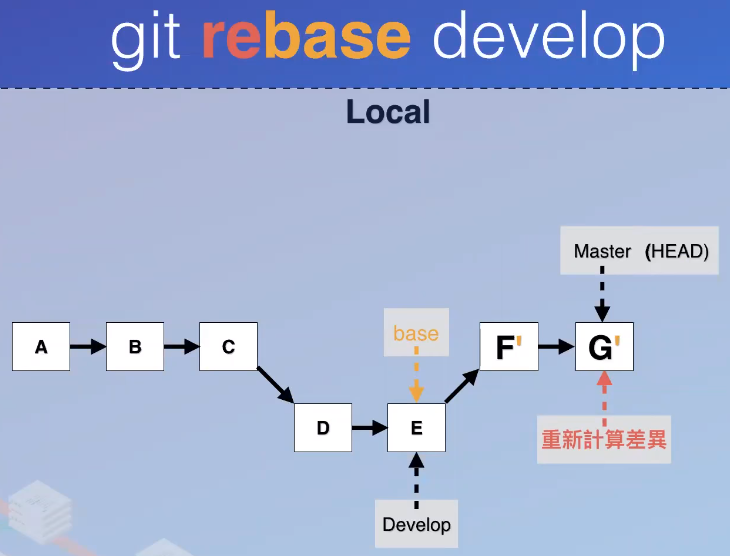 git rebase develop
Local
Master (HEAD)
base
A
B
C
F'
G'
D
E
重新計算差異
Develop